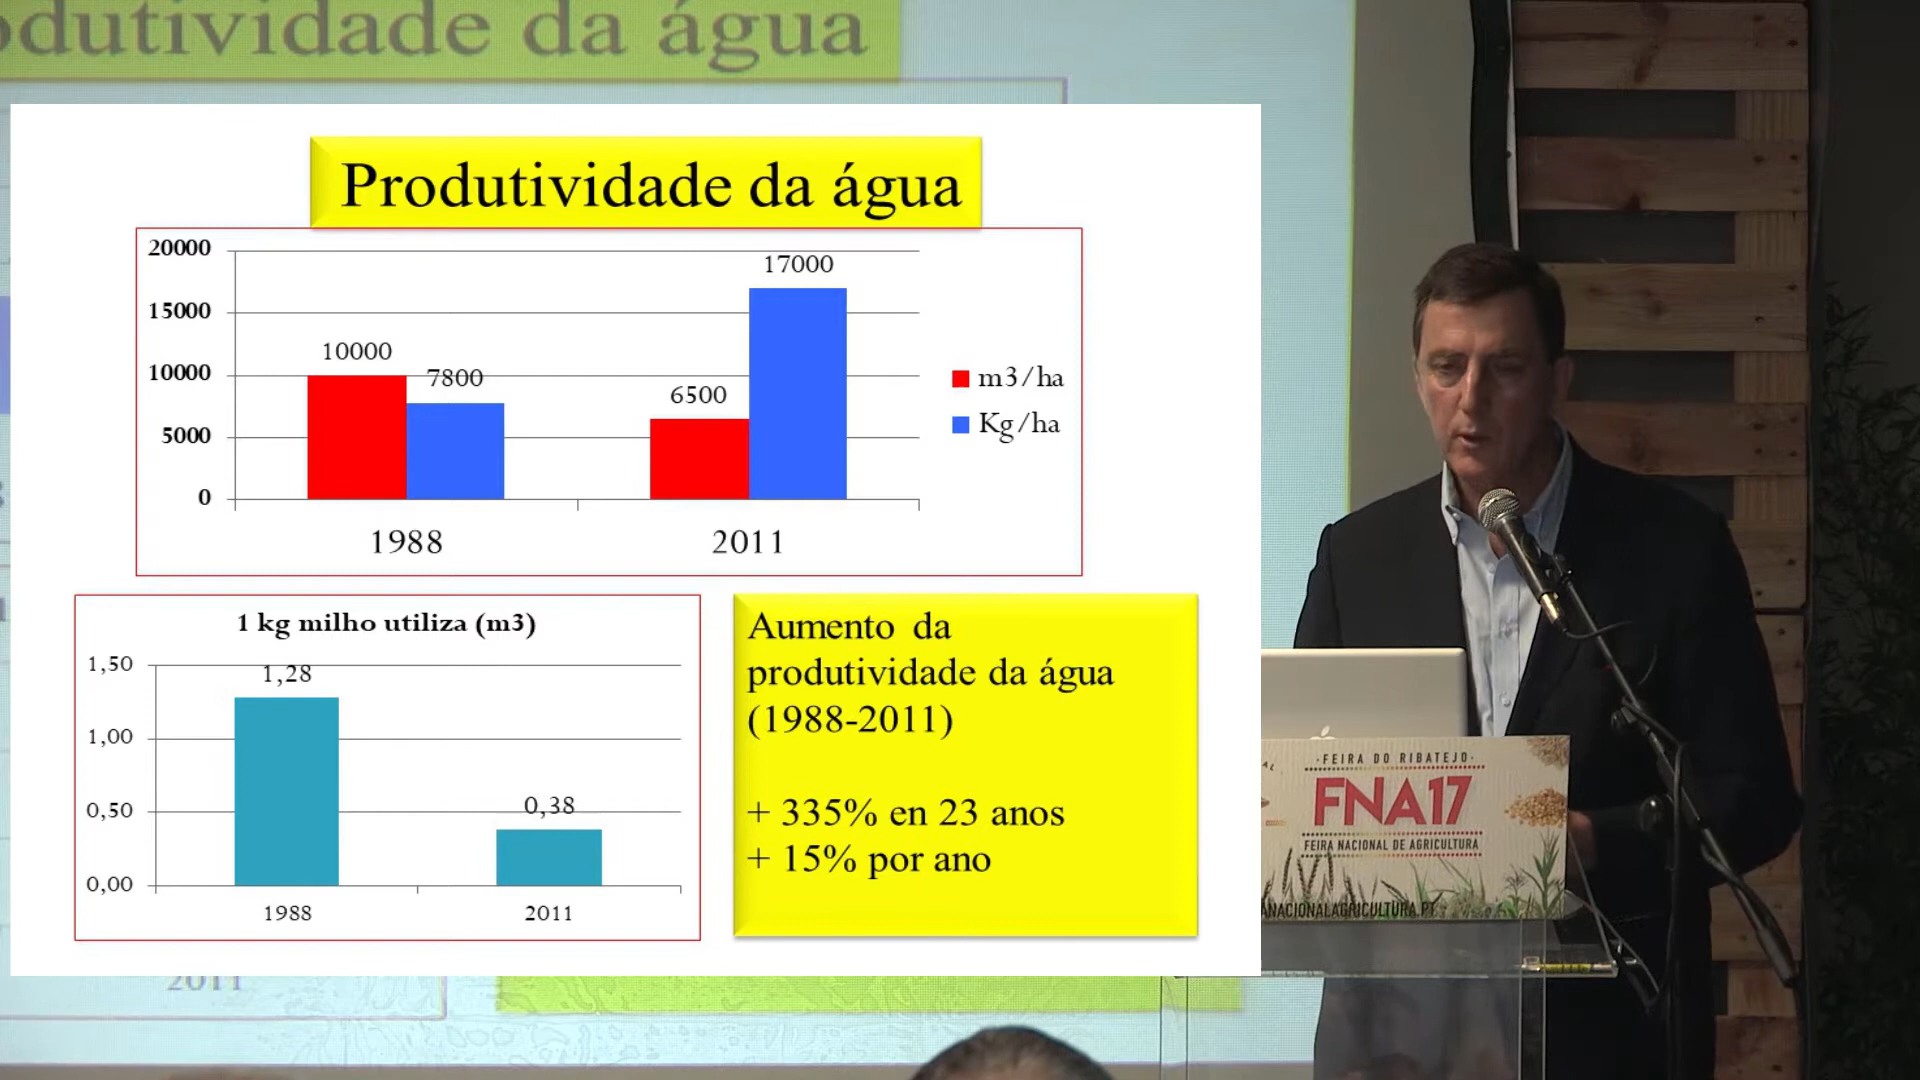 dutividade da água
Produtividade da água
20000
15000
10000
5000
0
10000
7800
6500
17000
1988
2011
m3/ha
Kg/ha
1 kg milho utiliza (m3)
1,50
1,00
0,50
0,00
1,28
0,38
1988
2011
Aumento da
produtividade da água
(1988-2011)
+ 335% en 23 anos
+ 15% por ano
2011
·FEIRA DO RIBATEJO·
FNA17
FEIRA NACIONAL DE AGRICULTURA
ANACIONALAGRICULTURA.PT